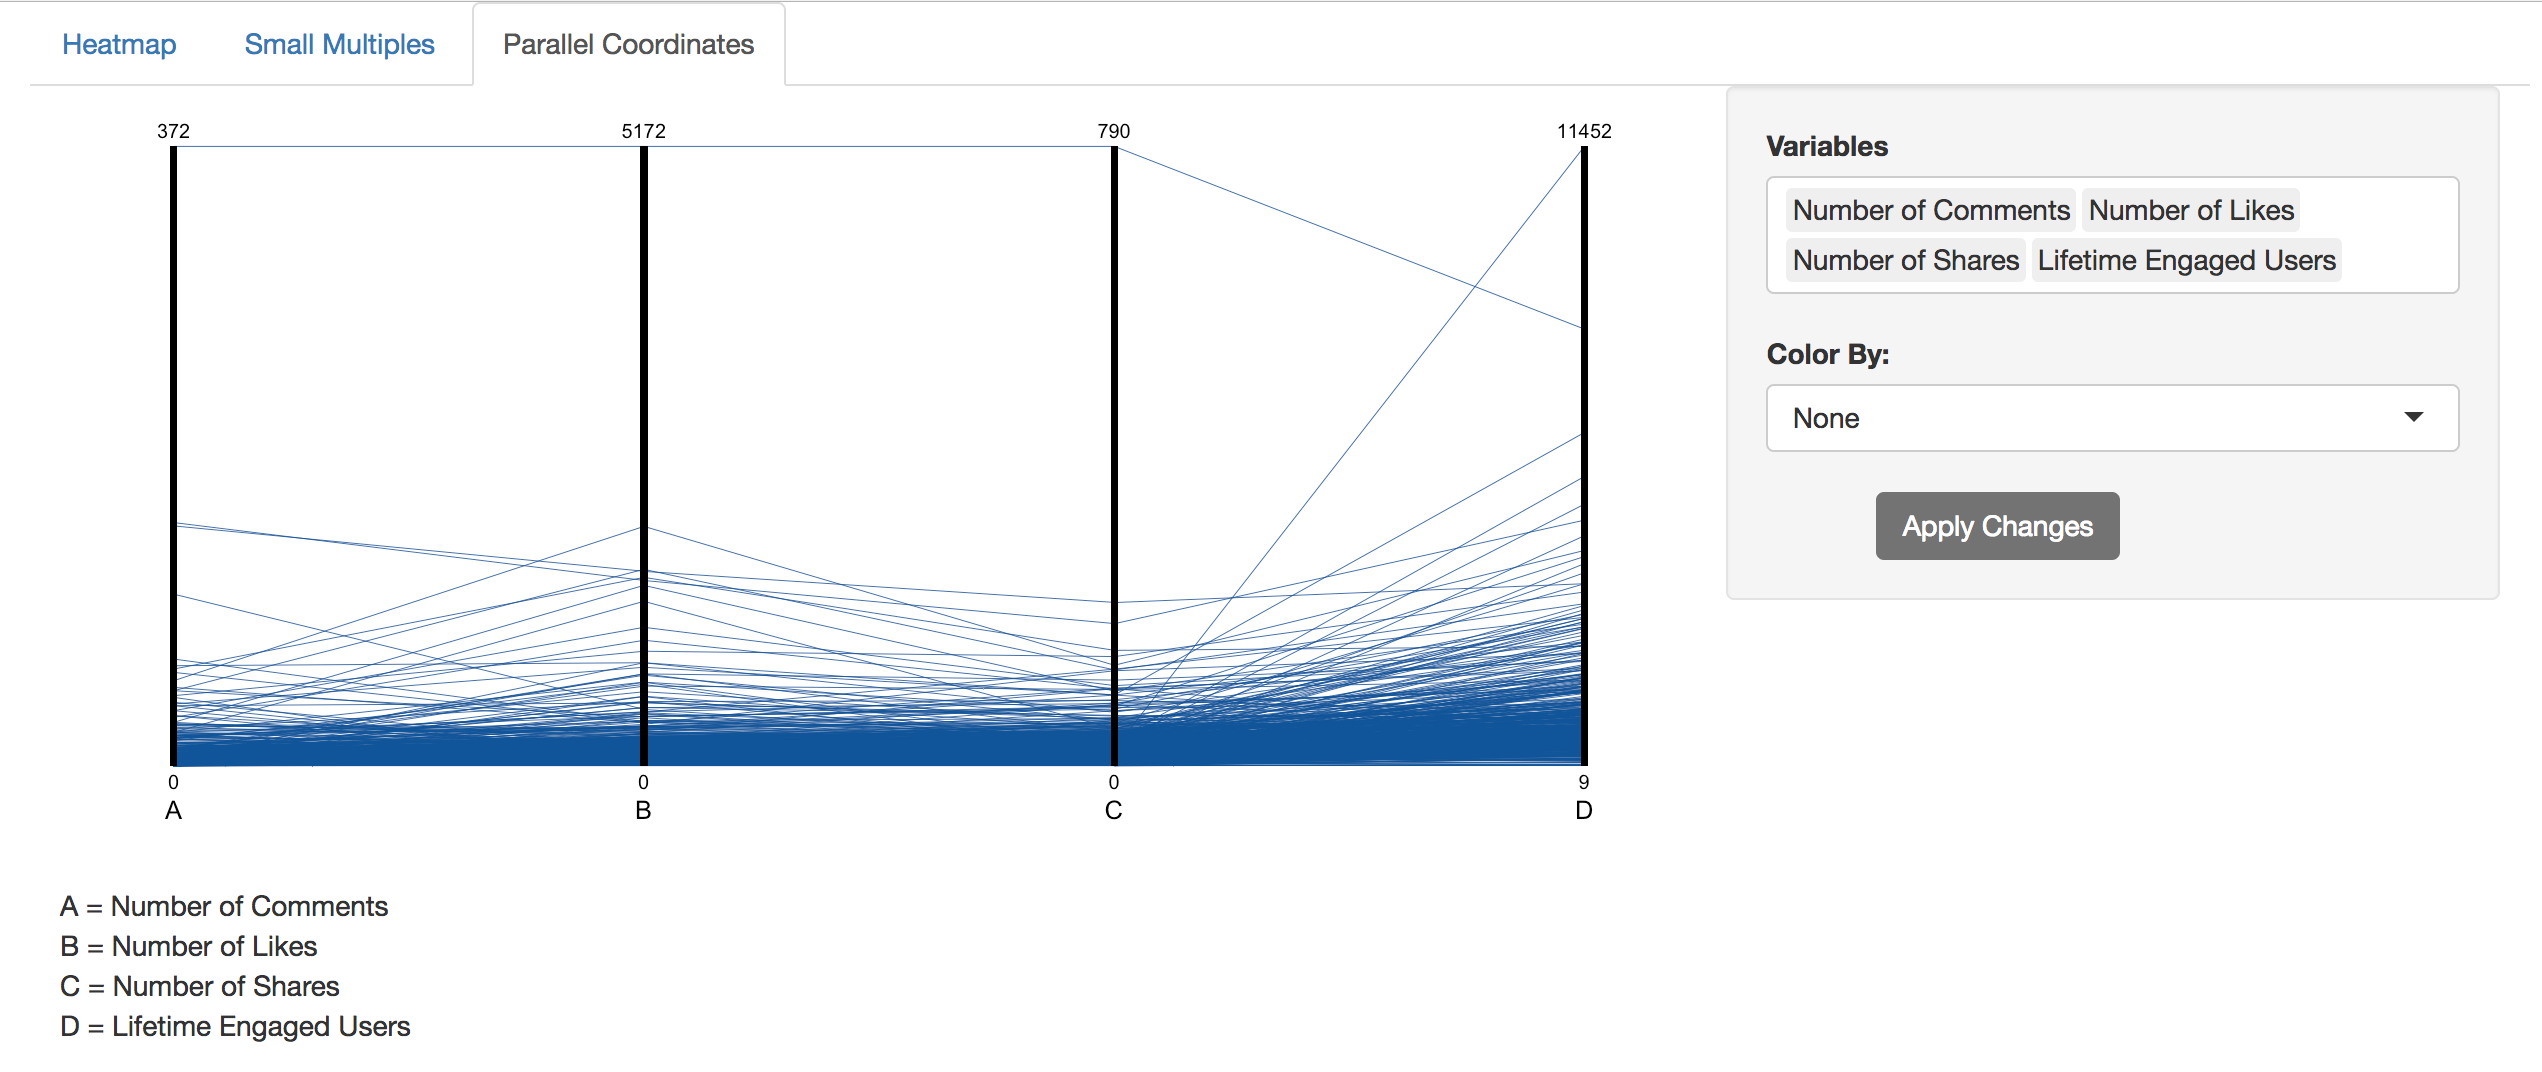 Heatmap Small Multiples Parallel Coordinates
372 5172 790 11452
0 0 0 9
A B C D
A = Number of Comments
B = Number of Likes
C = Number of Shares
D = Lifetime Engaged Users
Variables
Number of Comments Number of Likes
Number of Shares Lifetime Engaged Users
Color By:
None
Apply Changes